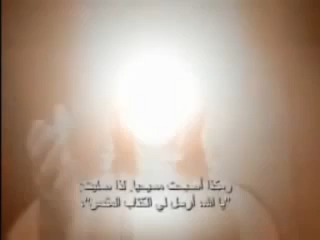 وهكذا أصبحت مسيحيا. لذا صليت:
"يا الله، أرسل لي الكتاب المقدس"،